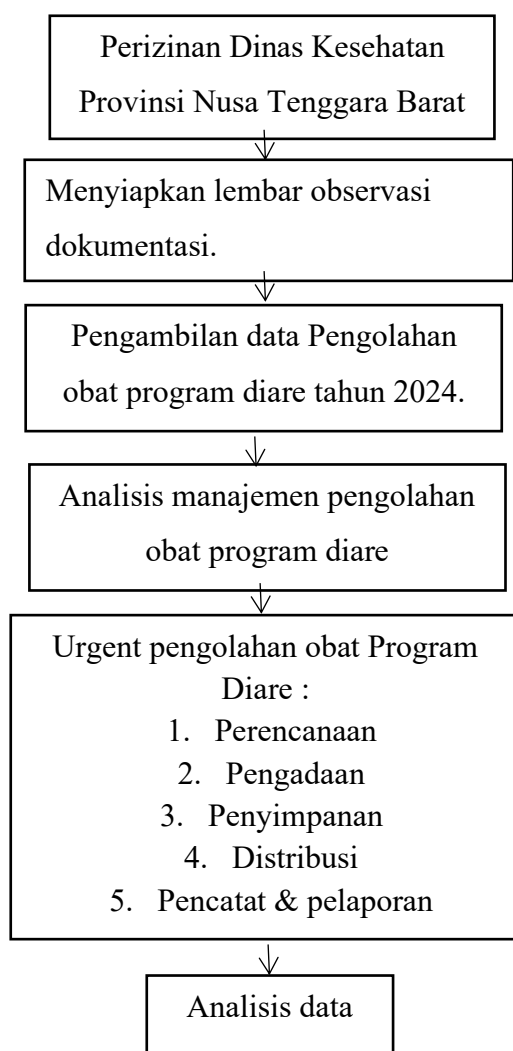 Perizinan Dinas Kesehatan
Provinsi Nusa Tenggara Barat
Menyiapkan lembar observasi
dokumentasi.
Pengambilan data Pengolahan
obat program diare tahun 2024.
Analisis manajemen pengolahan
obat program diare
Urgent pengolahan obat Program
Diare :
1. Perencanaan
2. Pengadaan
3. Penyimpanan
4. Distribusi
5. Pencatat & pelaporan
Analisis data